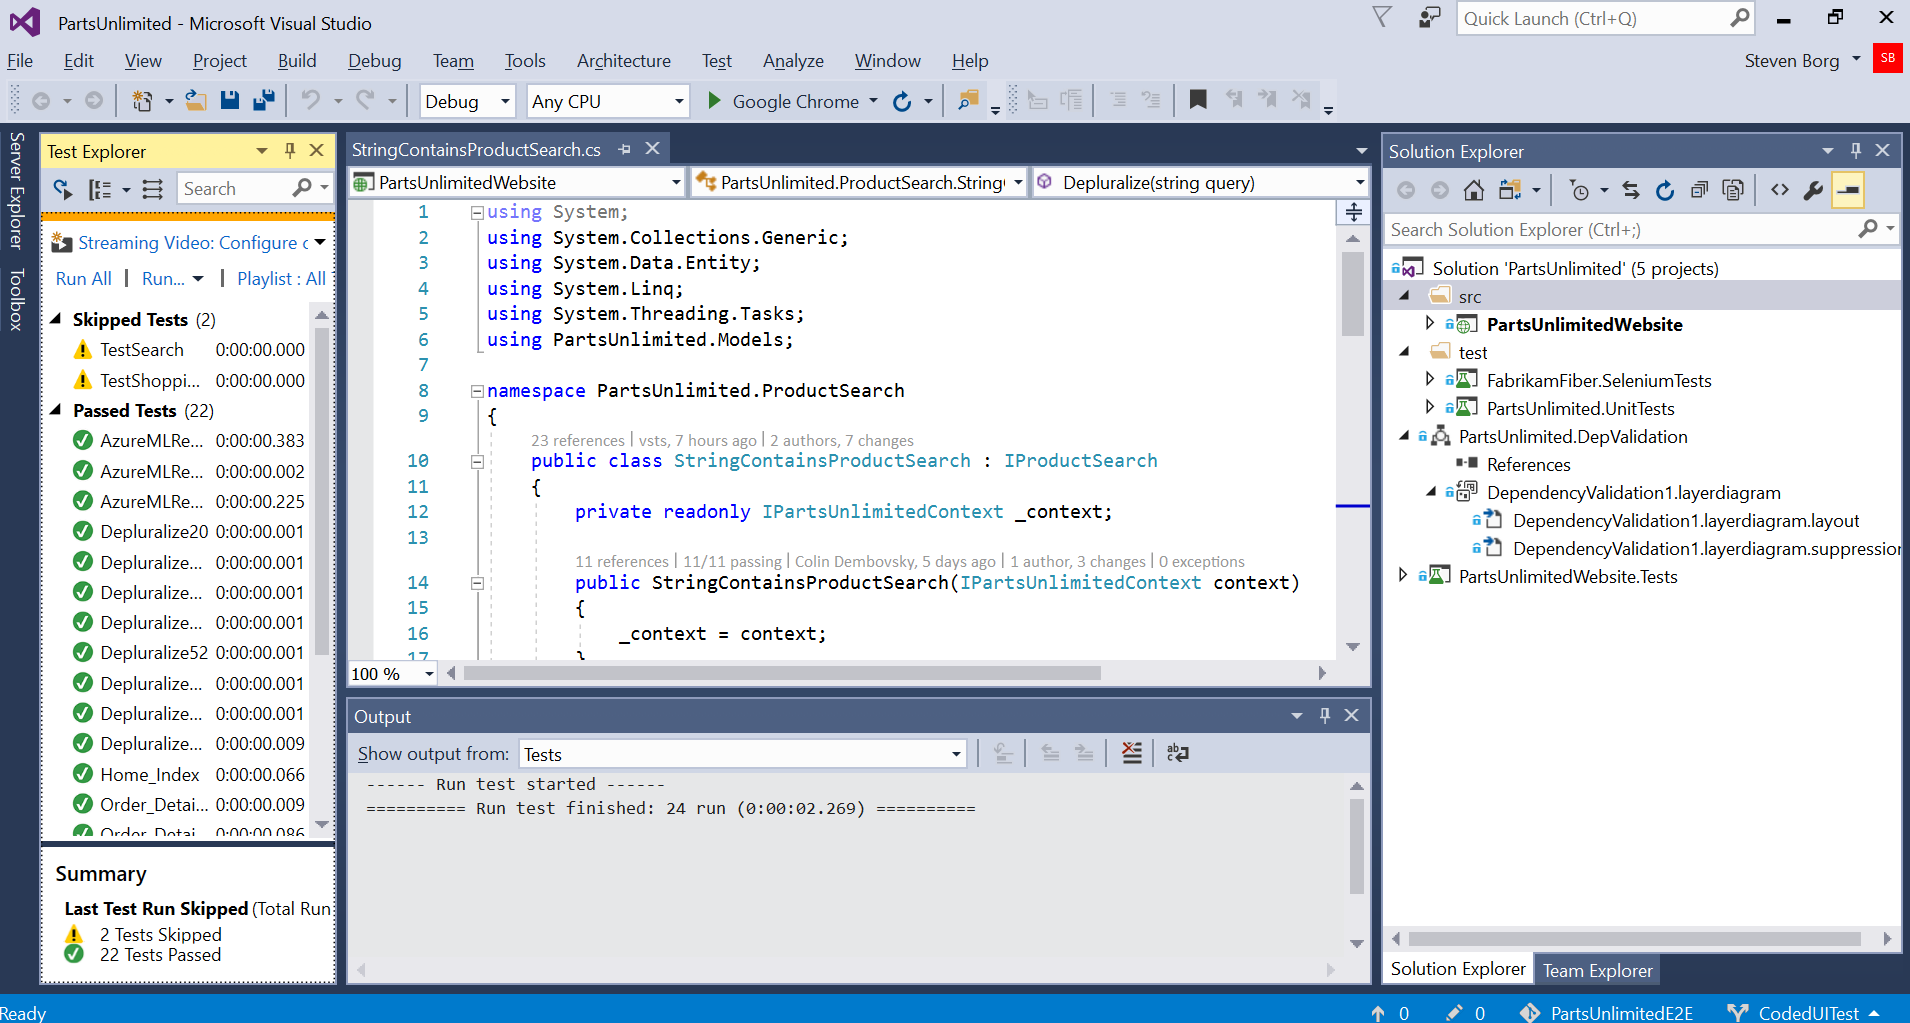 PartsUnlimited - Microsoft Visual Studio
Quick Launch (Ctrl+Q)
File Edit View Project Build Debug Team Tools Architecture Test Analyze Window Help
Steven Borg SB
Debug Any CPU Google Chrome
Server Explorer
Toolbox
Test Explorer
Search
Streaming Video: Configure c
Run All | Run... | Playlist : All
Skipped Tests (2)
TestSearch 0:00:00.000
TestShoppi... 0:00:00.000
Passed Tests (22)
AzureMLRe... 0:00:00.383
AzureMLRe... 0:00:00.002
AzureMLRe... 0:00:00.225
Depluralize20 0:00:00.001
Depluralize... 0:00:00.001
Depluralize... 0:00:00.001
Depluralize... 0:00:00.001
Depluralize52 0:00:00.001
Depluralize... 0:00:00.001
Depluralize... 0:00:00.001
Depluralize... 0:00:00.009
Home_Index 0:00:00.066
Order_Detai... 0:00:00.009
Order_Detai... 0:00:00.086
Summary
Last Test Run Skipped (Total Run
2 Tests Skipped
22 Tests Passed
StringContainsProductSearch.cs
PartsUnlimitedWebsite PartsUnlimited.ProductSearch.String( Depluralize(string query)
1 using System;
2 using System.Collections.Generic;
3 using System.Data.Entity;
4 using System.Linq;
5 using System.Threading.Tasks;
6 using PartsUnlimited.Models;
7
8 namespace PartsUnlimited.ProductSearch
9 {
23 references | vsts, 7 hours ago | 2 authors, 7 changes
10 public class StringContainsProductSearch : IProductSearch
11 {
12 private readonly IPartsUnlimitedContext _context;
13
11 references | 11/11 passing | Colin Dembovsky, 5 days ago | 1 author, 3 changes | 0 exceptions
14 public StringContainsProductSearch(IPartsUnlimitedContext context)
15 {
16 _context = context;
17 }
100 %
Output
Show output from: Tests
------ Run test started ------
========== Run test finished: 24 run (0:00:02.269) ==========
Solution Explorer
Search Solution Explorer (Ctrl+;)
Solution 'PartsUnlimited' (5 projects)
src
PartsUnlimitedWebsite
test
FabrikamFiber.SeleniumTests
PartsUnlimited.UnitTests
PartsUnlimited.DepValidation
References
DependencyValidation1.layerdiagram
DependencyValidation1.layerdiagram.layout
DependencyValidation1.layerdiagram.suppression
PartsUnlimitedWebsite.Tests
Solution Explorer Team Explorer
Ready 0 0 PartsUnlimitedE2E CodedUITest